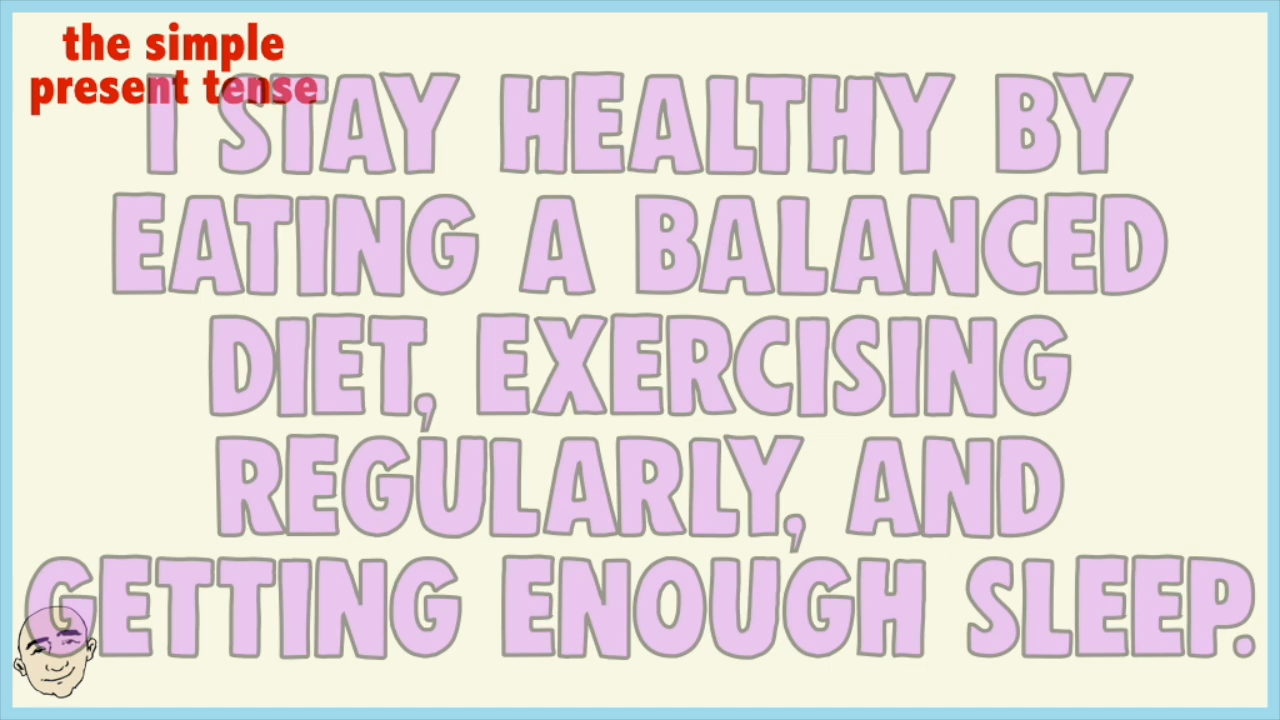 the simple
present tense
I STAY HEALTHY BY
EATING A BALANCED
DIET, EXERCISING
REGULARLY, AND
GETTING ENOUGH SLEEP.